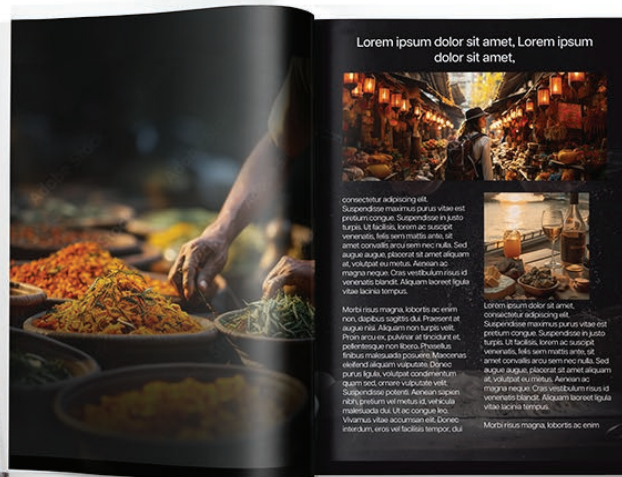 Lorem ipsum dolor sit amet, Lorem ipsum
dolor sit amet,
consectetur adipiscing elit.
Suspendisse maximus purus vitae est
pretium congue. Suspendisse in justo
turpis. Ut facilisis, lorem ac suscipit
venenatis, felis sem mattis ante, sit
amet convallis arcu sem nec nulla. Sed
augue augue, placerat sit amet aliquam
at, volutpat eu metus. Aenean ac
magna neque. Cras vestibulum risus id
venenatis blandit. Aliquam laoreet ligula
vitae lacinia tempus.
Morbi risus magna, lobortis ac enim
non, dapibus sagittis dui. Praesent at
augue nisi. Aliquam non turpis velit.
Proin arcu ex, pulvinar at tincidunt et,
pellentesque non libero. Phasellus
finibus malesuada posuere. Maecenas
eleifend aliquam vulputate. Donec
purus ligula, volutpat condimentum
quam sed, ornare vulputate velit.
Suspendisse potenti. Aenean sapien
nibh, pretium vel metus id, vehicula
malesuada dui. Ut ac congue leo.
Vivamus vitae accumsan elit. Donec
interdum, eros vel facilisis tempor, dui
Lorem ipsum dolor sit amet,
consectetur adipiscing elit.
Suspendisse maximus purus vitae est
pretium congue. Suspendisse in justo
turpis. Ut facilisis, lorem ac suscipit
venenatis, felis sem mattis ante, sit
amet convallis arcu sem nec nulla. Sed
augue augue, placerat sit amet aliquam
at, volutpat eu metus. Aenean ac
magna neque. Cras vestibulum risus id
venenatis blandit. Aliquam laoreet ligula
vitae lacinia tempus.
Morbi risus magna, lobortis ac enim